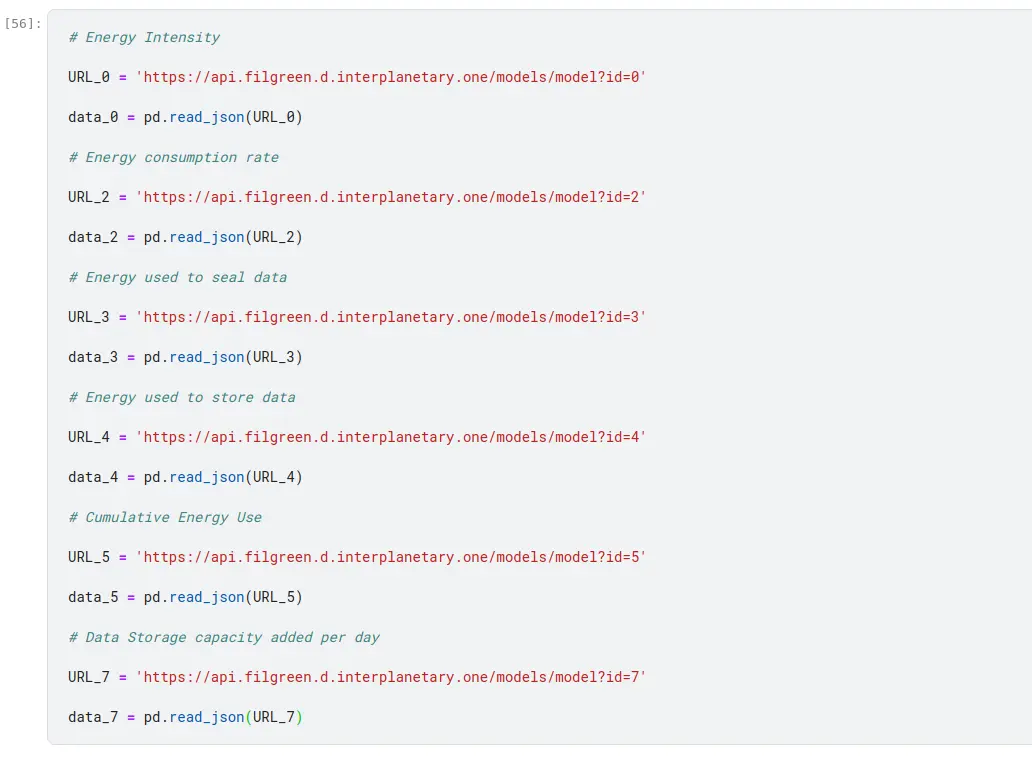 [56]:
# Energy Intensity
URL_0 = 'https://api.filgreen.d.interplanetary.one/models/model?id=0'
data_0 = pd.read_json(URL_0)
# Energy consumption rate
URL_2 = 'https://api.filgreen.d.interplanetary.one/models/model?id=2'
data_2 = pd.read_json(URL_2)
# Energy used to seal data
URL_3 = 'https://api.filgreen.d.interplanetary.one/models/model?id=3'
data_3 = pd.read_json(URL_3)
# Energy used to store data
URL_4 = 'https://api.filgreen.d.interplanetary.one/models/model?id=4'
data_4 = pd.read_json(URL_4)
# Cumulative Energy Use
URL_5 = 'https://api.filgreen.d.interplanetary.one/models/model?id=5'
data_5 = pd.read_json(URL_5)
# Data Storage capacity added per day
URL_7 = 'https://api.filgreen.d.interplanetary.one/models/model?id=7'
data_7 = pd.read_json(URL_7)